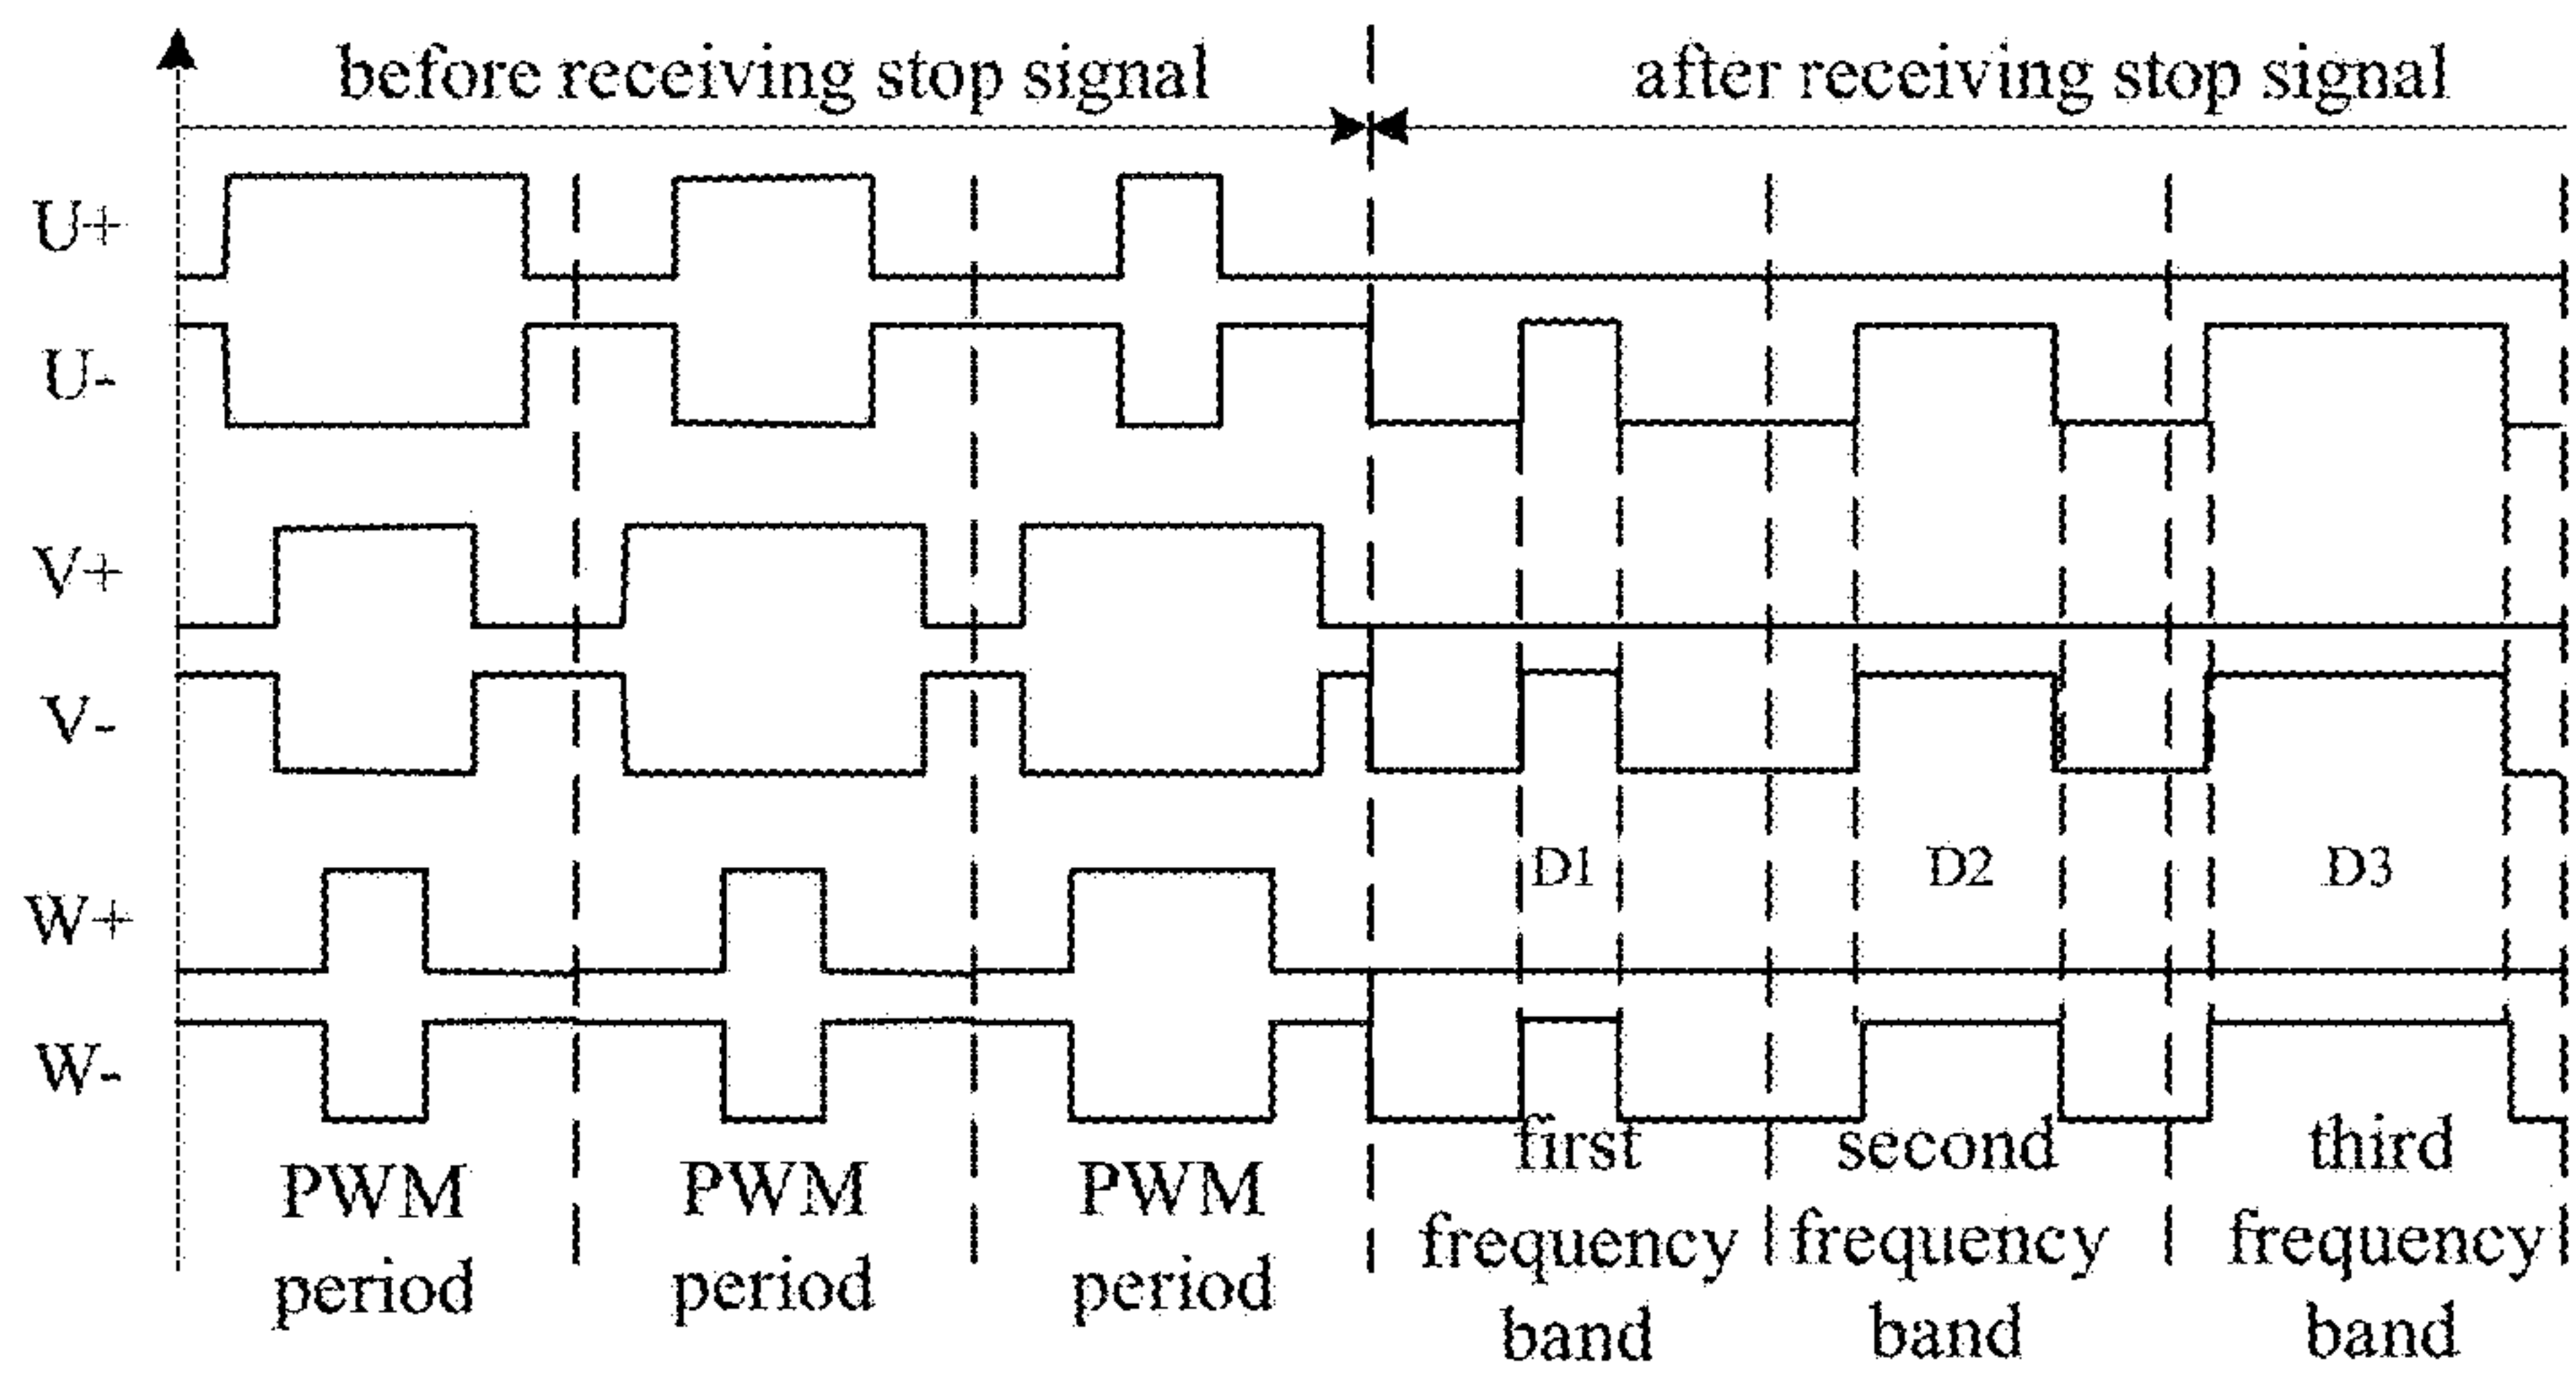 before receiving stop signal
after receiving stop signal
U+
U-
V+
V-
D1
D2
D3
W+
W-
PWM
period
PWM
period
PWM
period
first
frequency
band
second
frequency
band
third
frequency
band